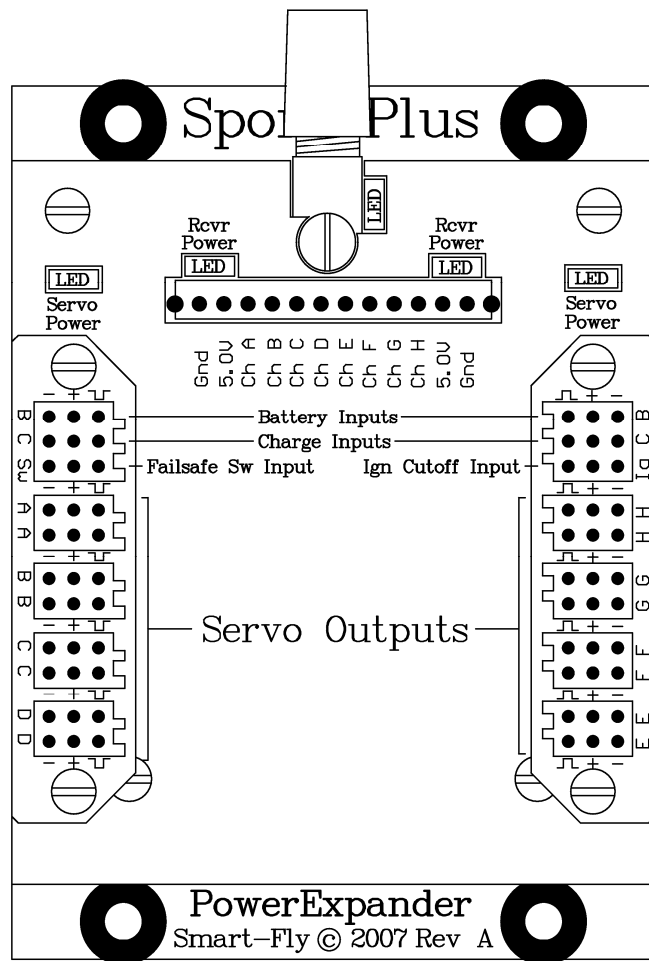 Spor Plus
LED
Rcvr
Power
LED
Rcvr
Power
LED
LED
Servo
Power
LED
Servo
Power
Gnd
5.0V
Ch A
Ch B
Ch C
Ch D
Ch E
Ch F
Ch G
Ch H
5.0V
Gnd
− +
+ −
B
Battery Inputs
B
C
Charge Inputs
C
Sw
Failsafe Sw Input
Ign Cutoff Input
Ig
− +
+ −
A
H
A
H
− +
+ −
B
G
B
G
− +
+ −
Servo Outputs
C
F
C
F
− +
+ −
D
E
D
E
− +
+ −
PowerExpander
Smart-Fly © 2007 Rev A